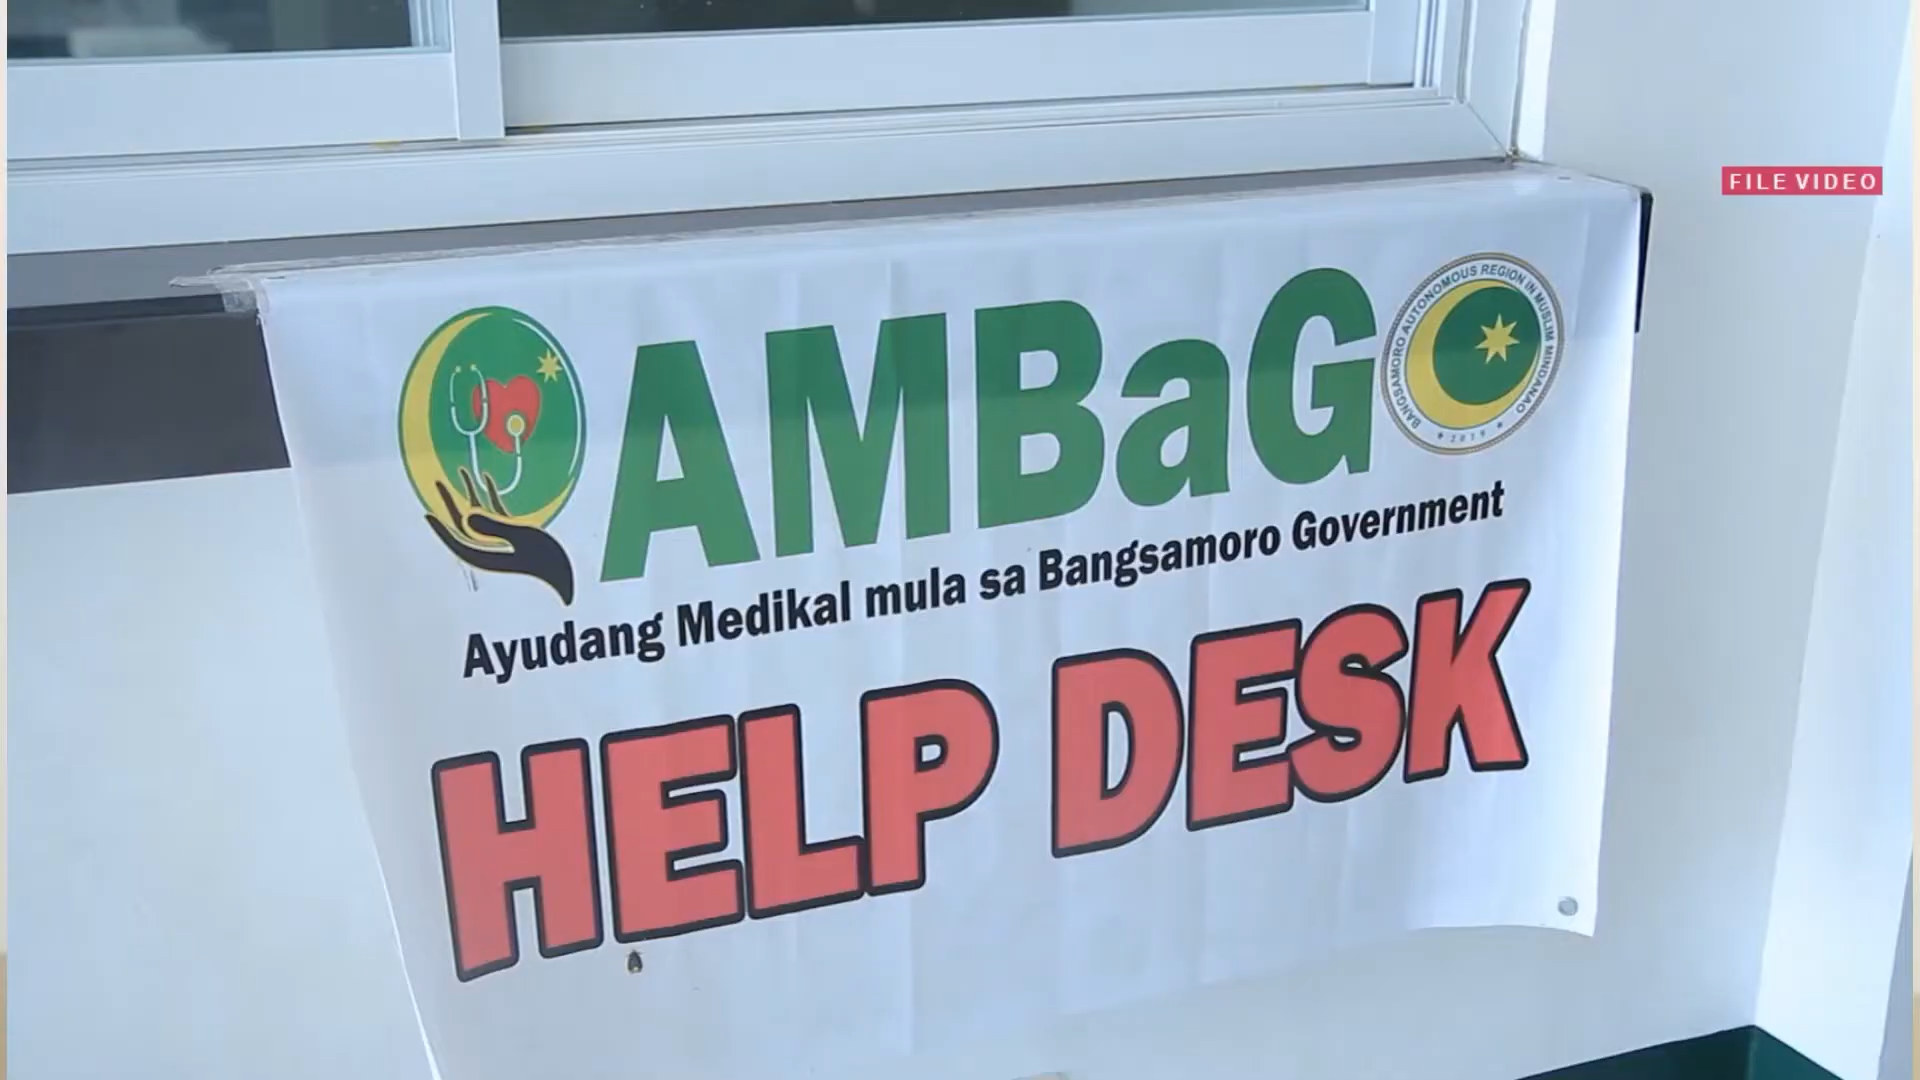 FILE VIDEO
AMBaG
BANGSAMORO AUTONOMOUS REGION IN MUSLIM MINDANAO
2019
Ayudang Medikal mula sa Bangsamoro Government
HELP DESK